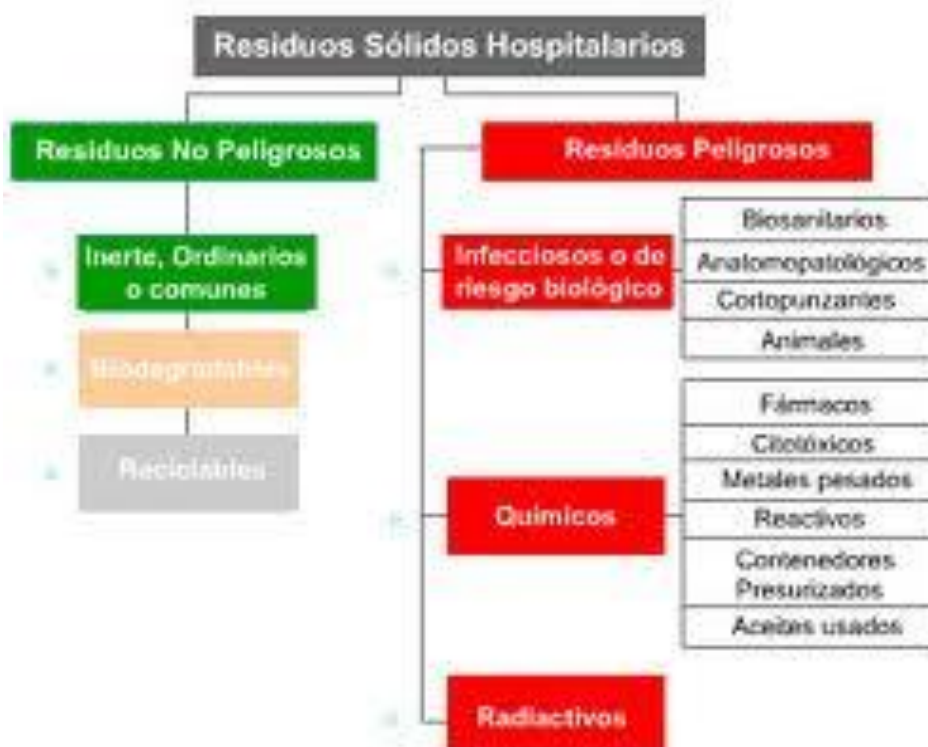 Residuos Sólidos Hospitalarios
Residuos No Peligrosos
Inerte, Ordinarios
o comunes
Biodegradables
Reciclables
Residuos Peligrosos
Infecciosos o de
riesgo biológico
Biosanitarios
Anatomopatológicos
Cortopunzantes
Animales
Químicos
Fármacos
Citotóxicos
Metales pesados
Reactivos
Contenedores
Presurizados
Aceites usados
Radiactivos